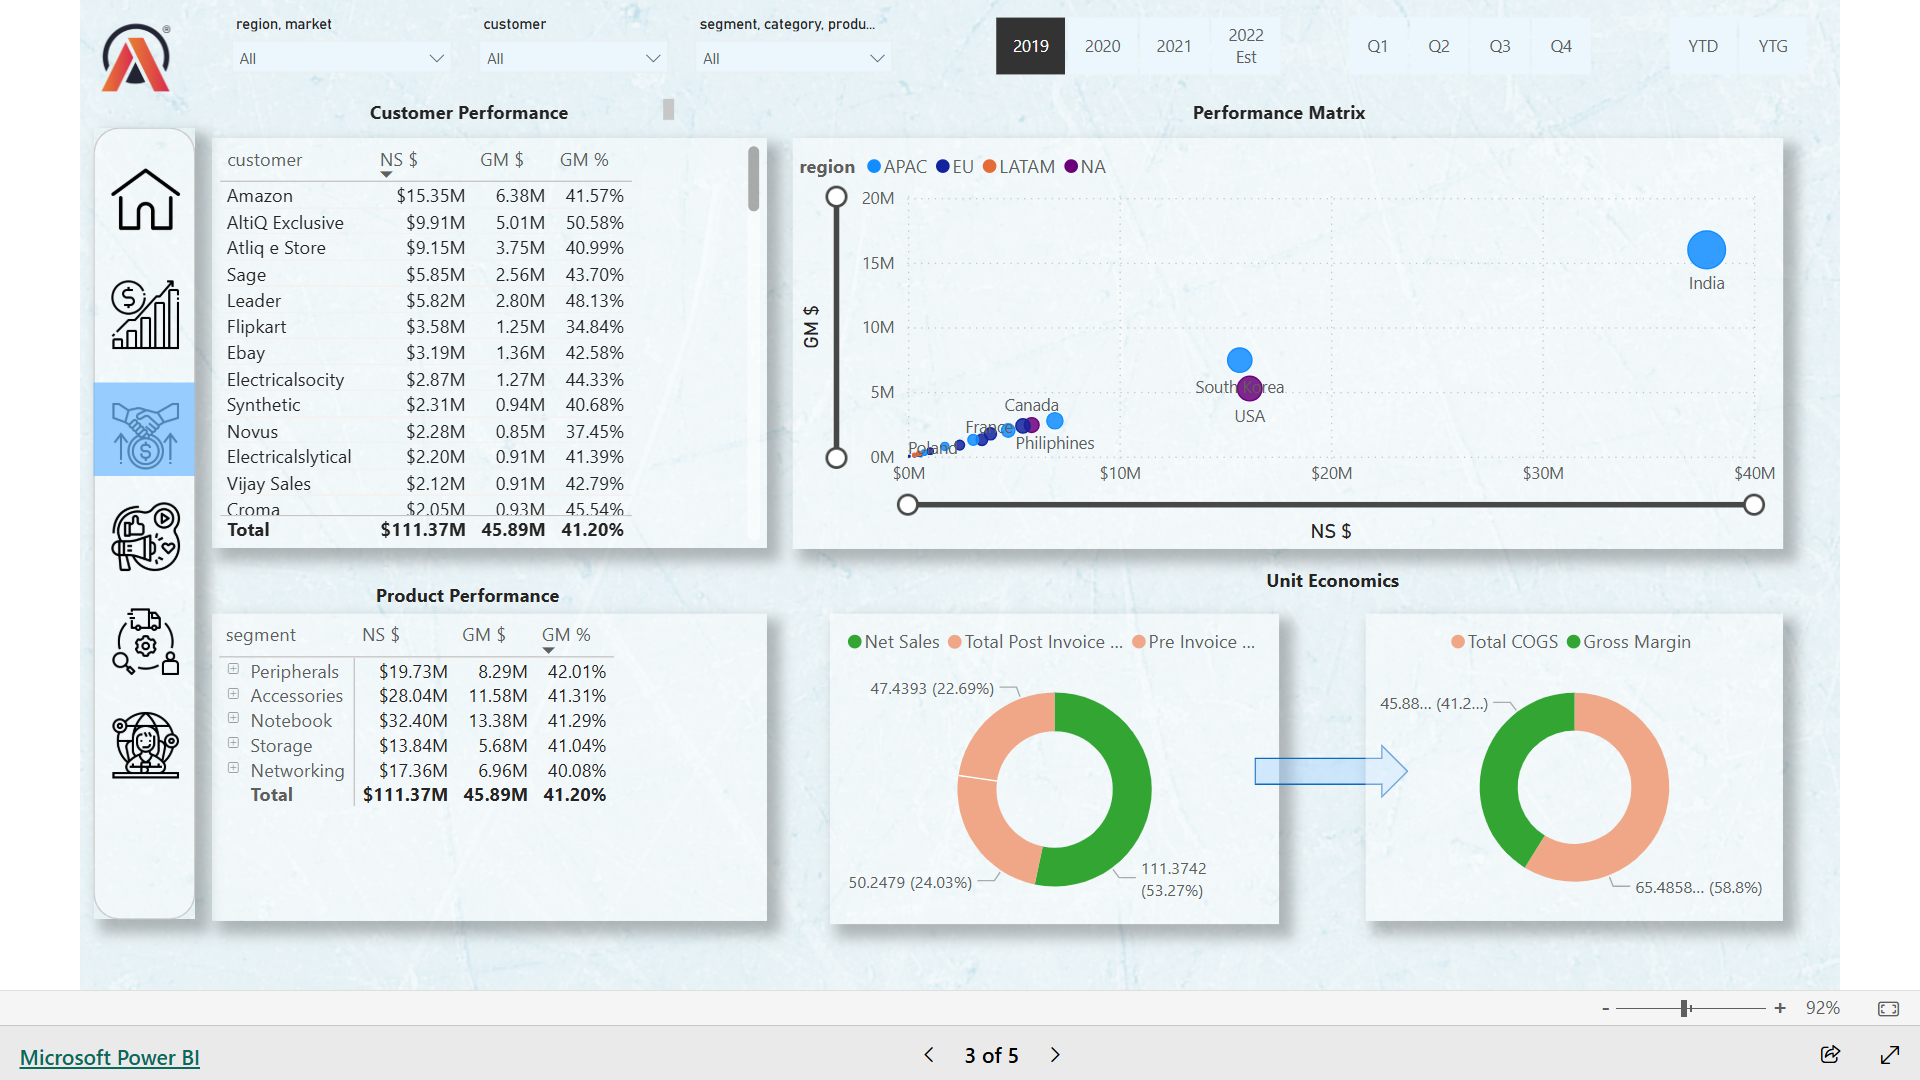 region, market
customer
segment, category, produ...
All
All
All
2019
2020
2021
2022
Est
Q1
Q2
Q3
Q4
YTD
YTG
®
Customer Performance
customer NS $ GM $ GM %
Amazon $15.35M 6.38M 41.57%
AltiQ Exclusive $9.91M 5.01M 50.58%
Atliq e Store $9.15M 3.75M 40.99%
Sage $5.85M 2.56M 43.70%
Leader $5.82M 2.80M 48.13%
Flipkart $3.58M 1.25M 34.84%
Ebay $3.19M 1.36M 42.58%
Electricalsocity $2.87M 1.27M 44.33%
Synthetic $2.31M 0.94M 40.68%
Novus $2.28M 0.85M 37.45%
Electricalslytical $2.20M 0.91M 41.39%
Vijay Sales $2.12M 0.91M 42.79%
Croma $2.05M 0.93M 45.54%
Total $111.37M 45.89M 41.20%
Performance Matrix
region APAC EU LATAM NA
GM $
20M
15M
10M
5M
0M
India
South Korea
USA
Canada
France
Philiphines
Poland
$0M $10M $20M $30M $40M
NS $
Product Performance
segment NS $ GM $ GM %
Peripherals $19.73M 8.29M 42.01%
Accessories $28.04M 11.58M 41.31%
Notebook $32.40M 13.38M 41.29%
Storage $13.84M 5.68M 41.04%
Networking $17.36M 6.96M 40.08%
Total $111.37M 45.89M 41.20%
Unit Economics
Net Sales Total Post Invoice ... Pre Invoice ...
47.4393 (22.69%)
50.2479 (24.03%)
111.3742
(53.27%)
Total COGS Gross Margin
45.88... (41.2...)
65.4858... (58.8%)
- + 92%
Microsoft Power BI
3 of 5